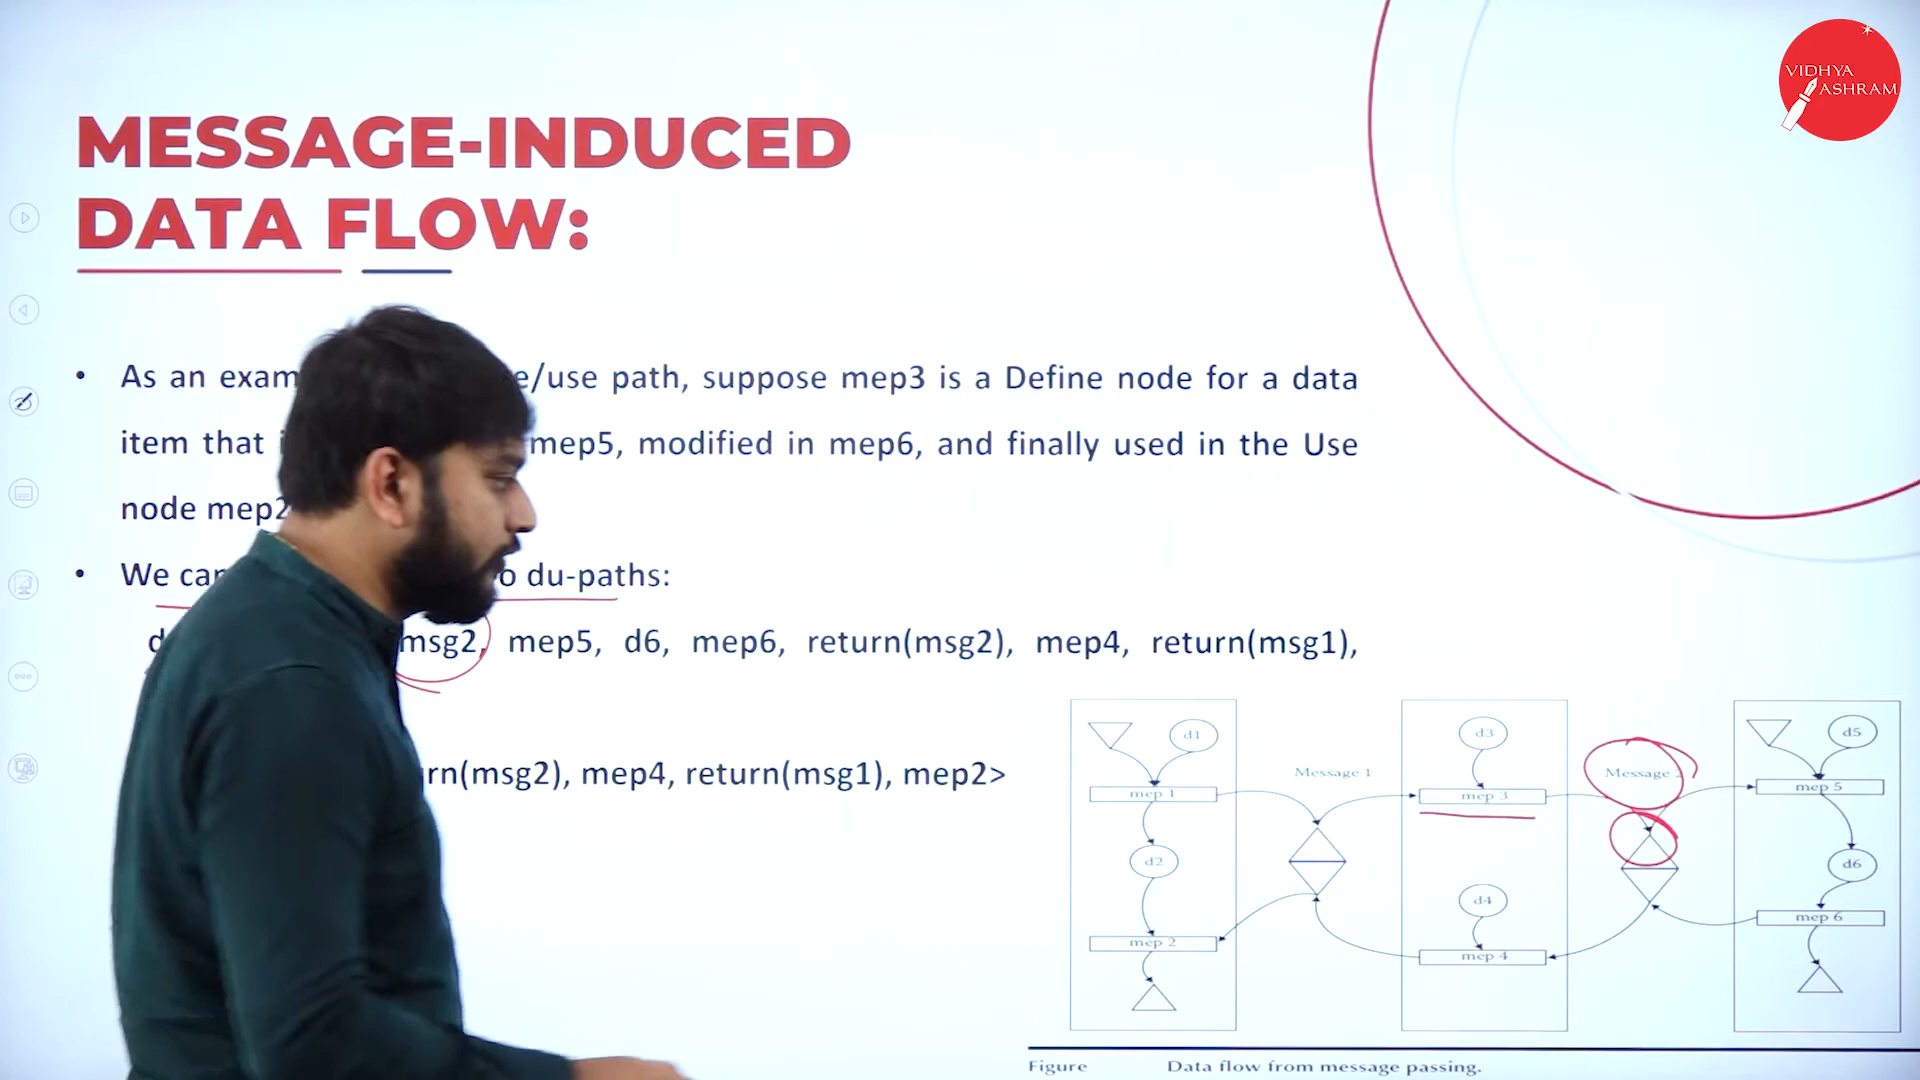 VIDHYA
ASHRAM
MESSAGE-INDUCED
DATA FLOW:
• As an /use path, suppose mep3 is a Define node for a data
item that mep5, modified in mep6, and finally used in the Use
node mep2
• We du-paths:
msg2, mep5, d6, mep6, return(msg2), mep4, return(msg1),
(msg2), mep4, return(msg1), mep2>
d1
d3
d5
Message 1
Message
mep 1
mep 3
mep 5
d2
d6
d4
mep 2
mep 4
mep 6
Figure Data flow from message passing.